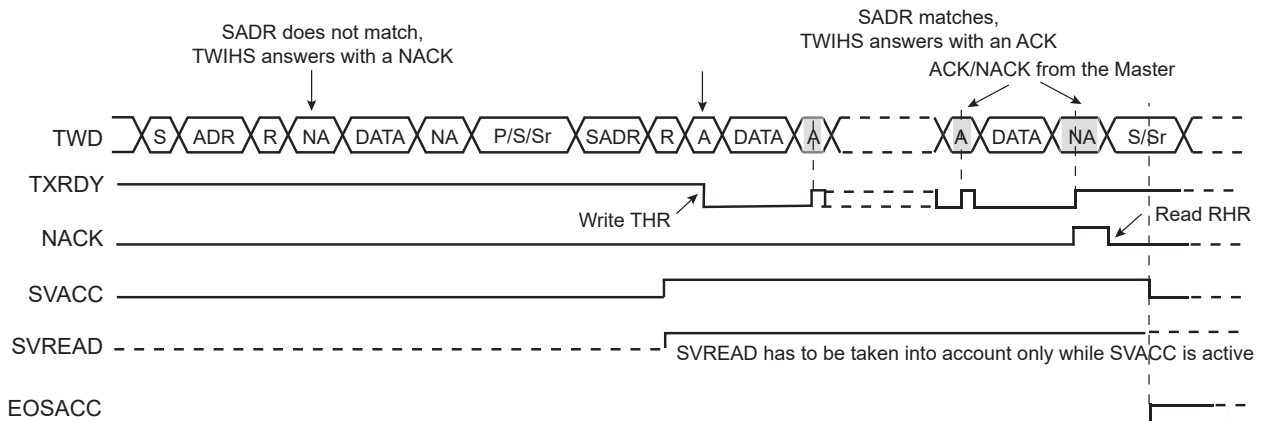 SADR matches,
SADR does not match,
TWIHS answers with an ACK
TWIHS answers with a NACK
ACK/NACK from the Master
TWD S ADR R NA DATA NA P/S/Sr SADR R A DATA A A DATA NA S/Sr
TXRDY
Write THR
Read RHR
NACK
SVACC
SVREAD
SVREAD has to be taken into account only while SVACC is active
EOSACC